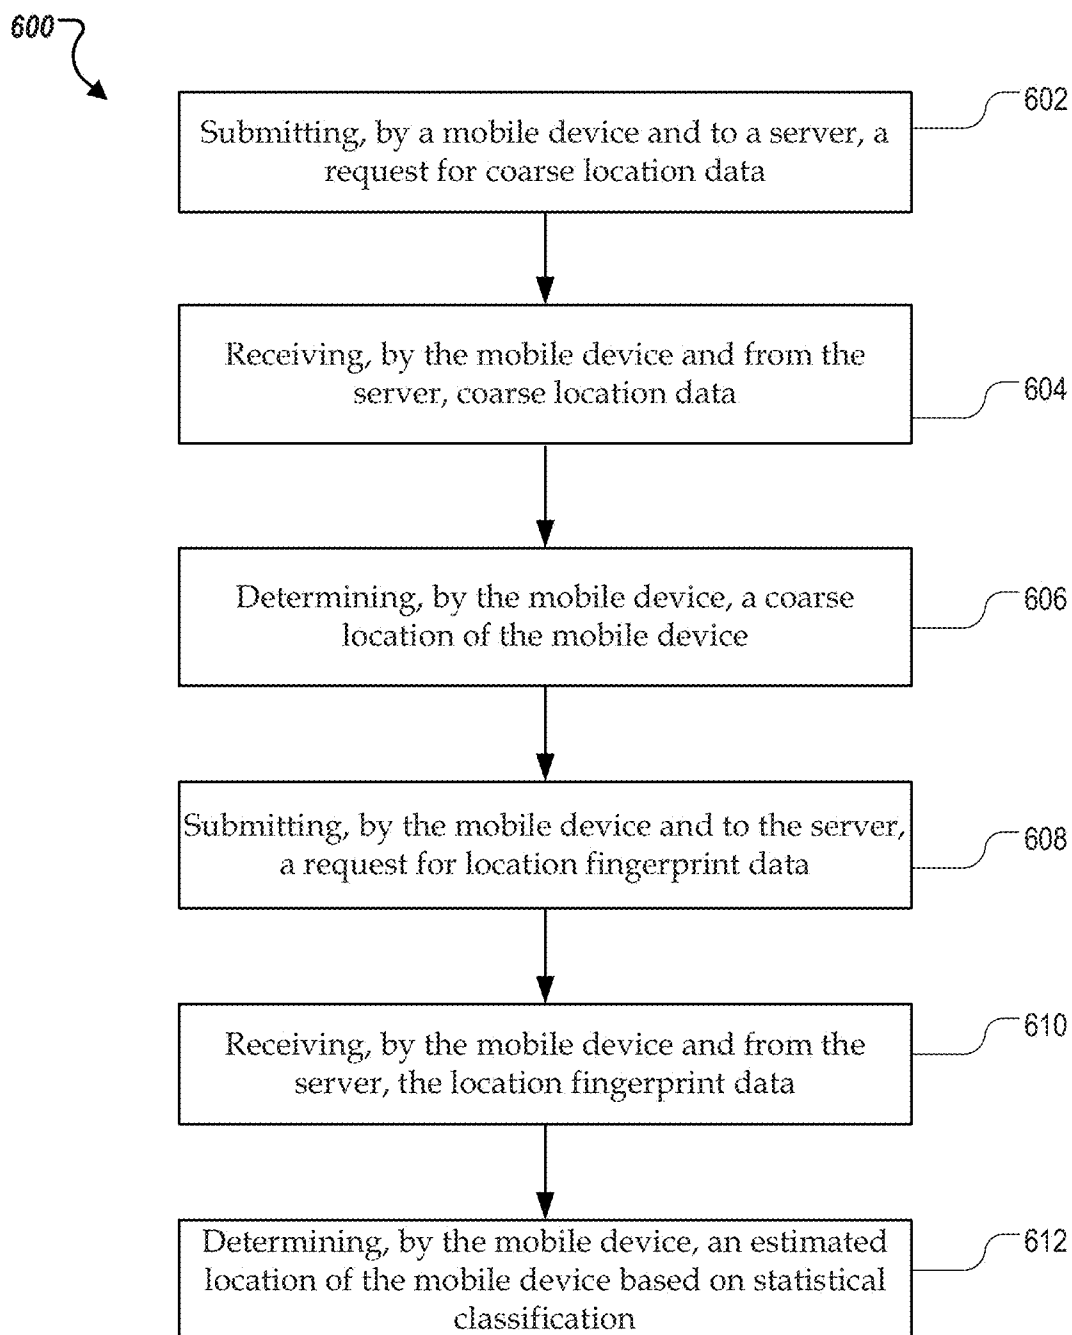 600
602
Submitting, by a mobile device and to a server, a
request for coarse location data
Receiving, by the mobile device and from the
server, coarse location data
604
Determining, by the mobile device, a coarse
location of the mobile device
606
Submitting, by the mobile device and to the server,
a request for location fingerprint data
608
Receiving, by the mobile device and from the
server, the location fingerprint data
610
Determining, by the mobile device, an estimated
location of the mobile device based on statistical
classification
612